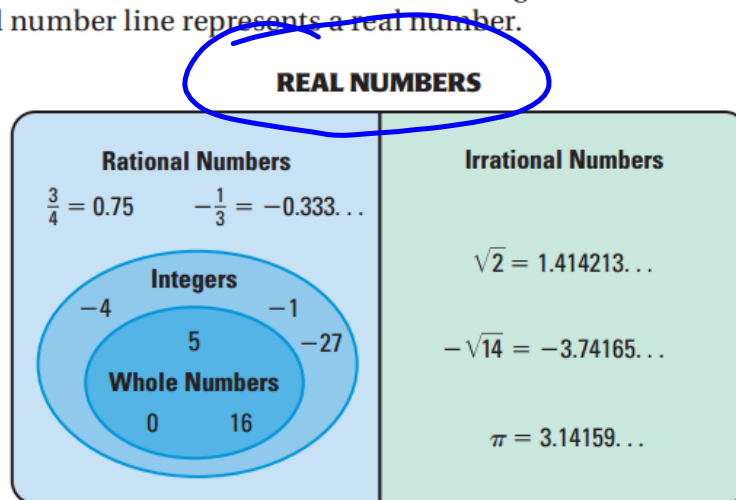 l number line represents a real number.
REAL NUMBERS
Rational Numbers
3/4 = 0.75 −1/3 = −0.333. . .
Integers
−4 −1
5 −27
Whole Numbers
0 16
Irrational Numbers
√2 = 1.414213. . .
−√14 = −3.74165. . .
π = 3.14159. . .